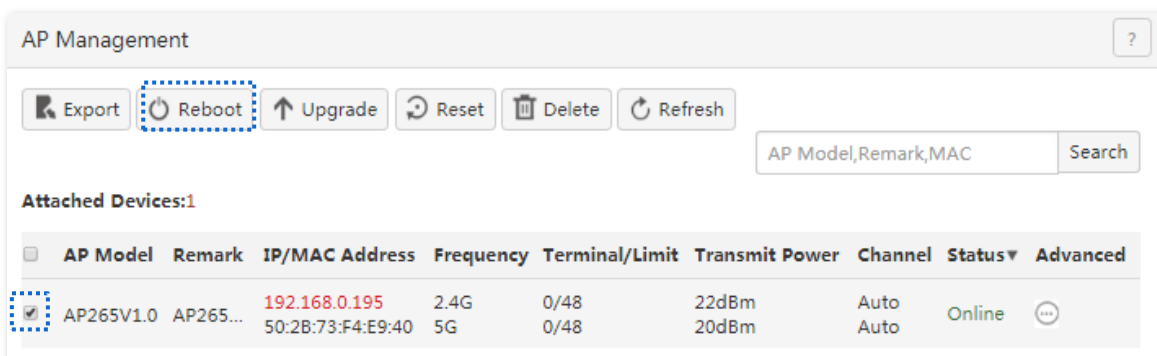 AP Management ?
Export Reboot Upgrade Reset Delete Refresh
AP Model,Remark,MAC Search
Attached Devices:1
AP Model Remark IP/MAC Address Frequency Terminal/Limit Transmit Power Channel Status▼ Advanced
192.168.0.195 2.4G 0/48 22dBm Auto
AP265V1.0 AP265... Online
50:2B:73:F4:E9:40 5G 0/48 20dBm Auto